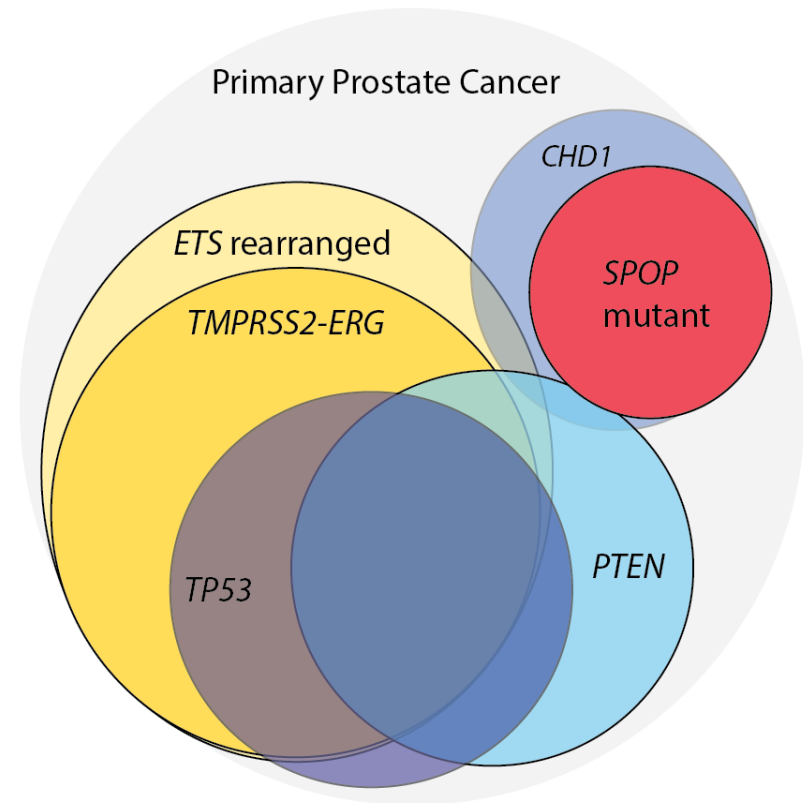 Primary Prostate Cancer
CHD1
ETS rearranged
SPOP
mutant
TMPRSS2-ERG
PTEN
TP53